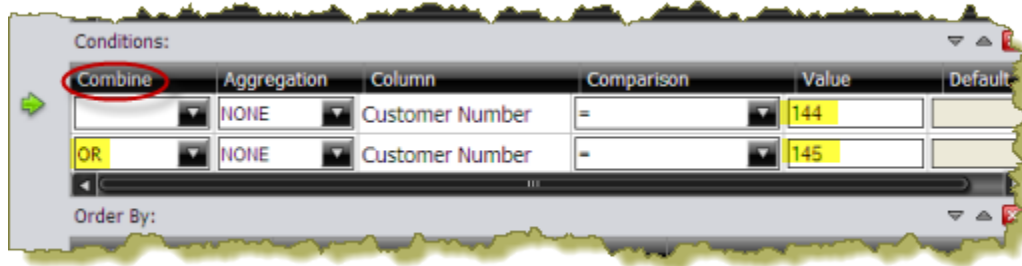 Conditions:
Combine Aggregation Column Comparison Value Default
NONE Customer Number = 144
OR NONE Customer Number = 145
Order By: